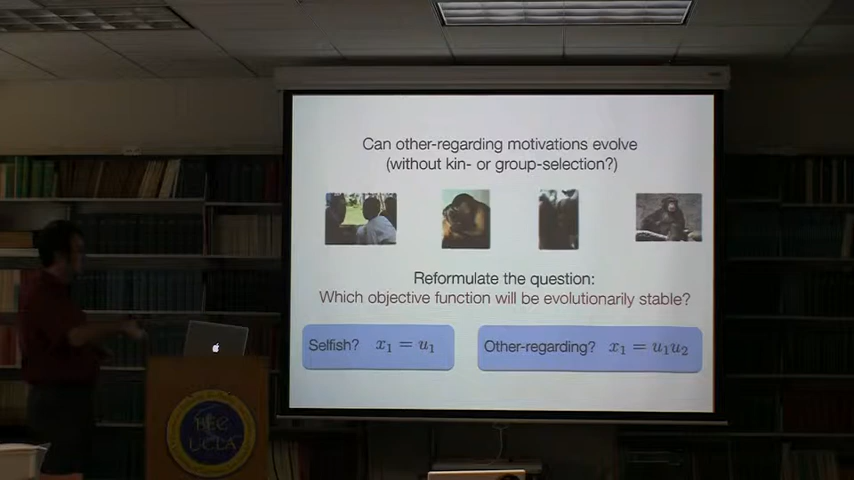 Can other-regarding motivations evolve
(without kin- or group-selection?)
Reformulate the question:
Which objective function will be evolutionarily stable?
Selfish? x₁ = u₁
Other-regarding? x₁ = u₁u₂
BEC
UCLA